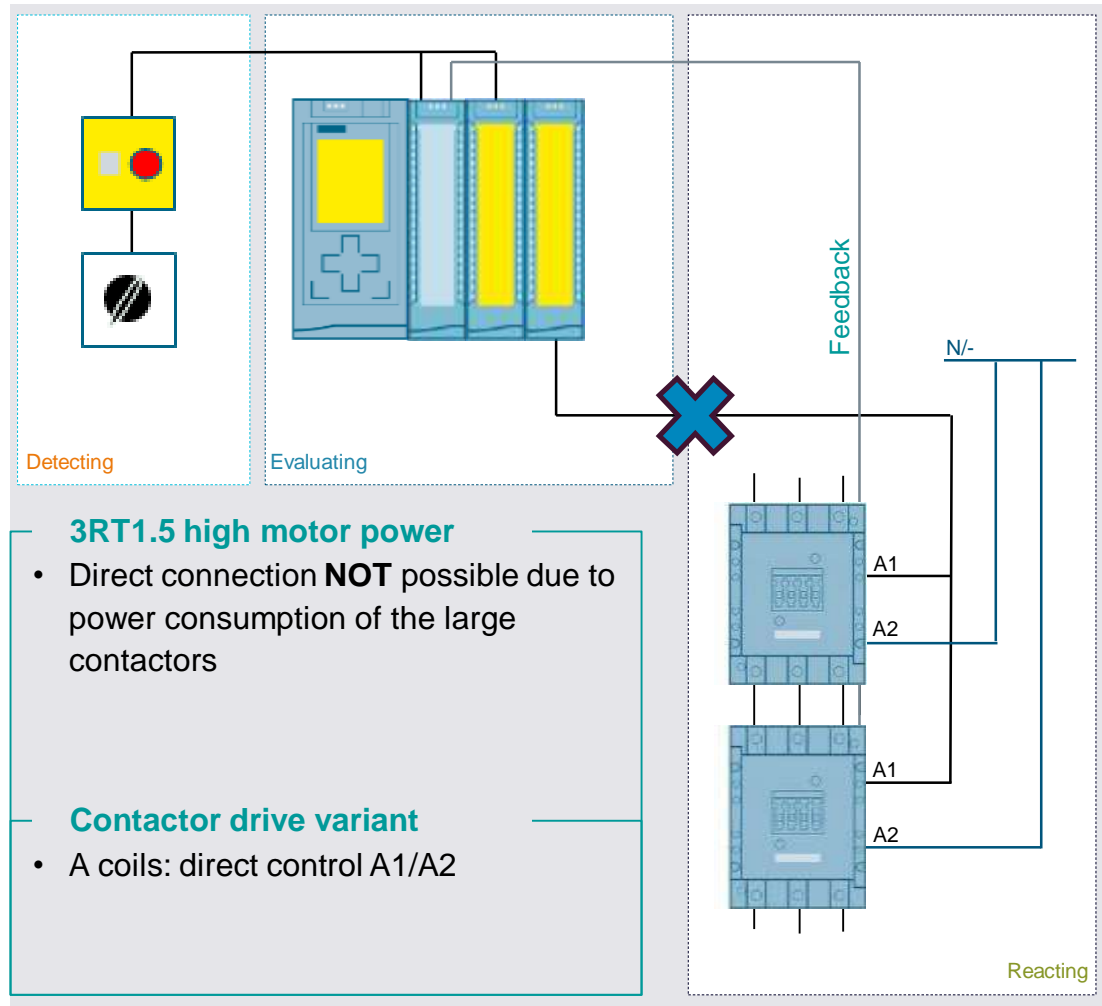 Feedback
N/-
Detecting
Evaluating
3RT1.5 high motor power
• Direct connection NOT possible due to
power consumption of the large
contactors
Contactor drive variant
• A coils: direct control A1/A2
A1
A2
A1
A2
Reacting